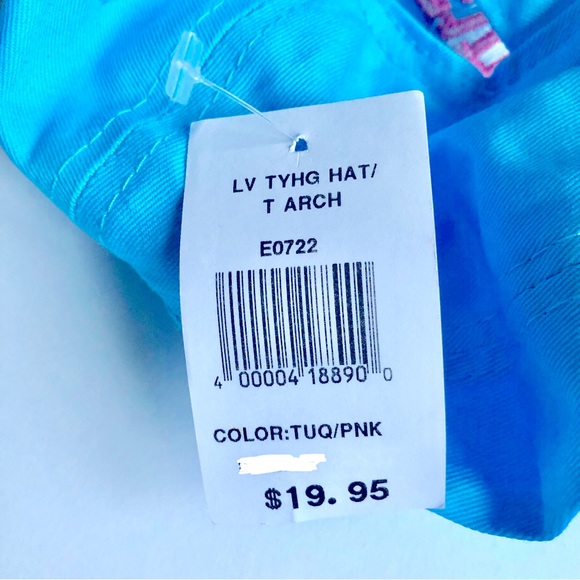 LV TYHG HAT/
T ARCH
E0722
4 00004 18890 0
COLOR:TUQ/PNK
$19.95